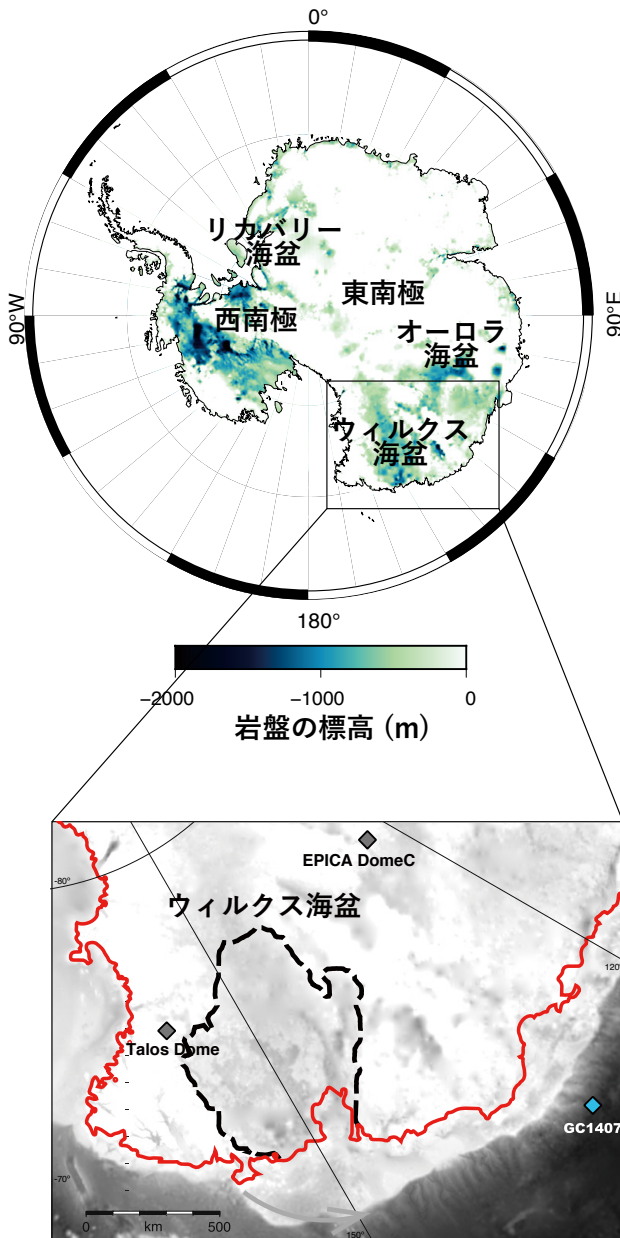 0°
リカバリー
海盆
東南極
西南極
90°W
90°E
オーロラ
海盆
ウィルクス
海盆
180°
−2000 −1000 0
岩盤の標高 (m)
EPICA DomeC
-80°
ウィルクス海盆
120°
Talos Dome
GC1407
-70°
0 500
km
150°